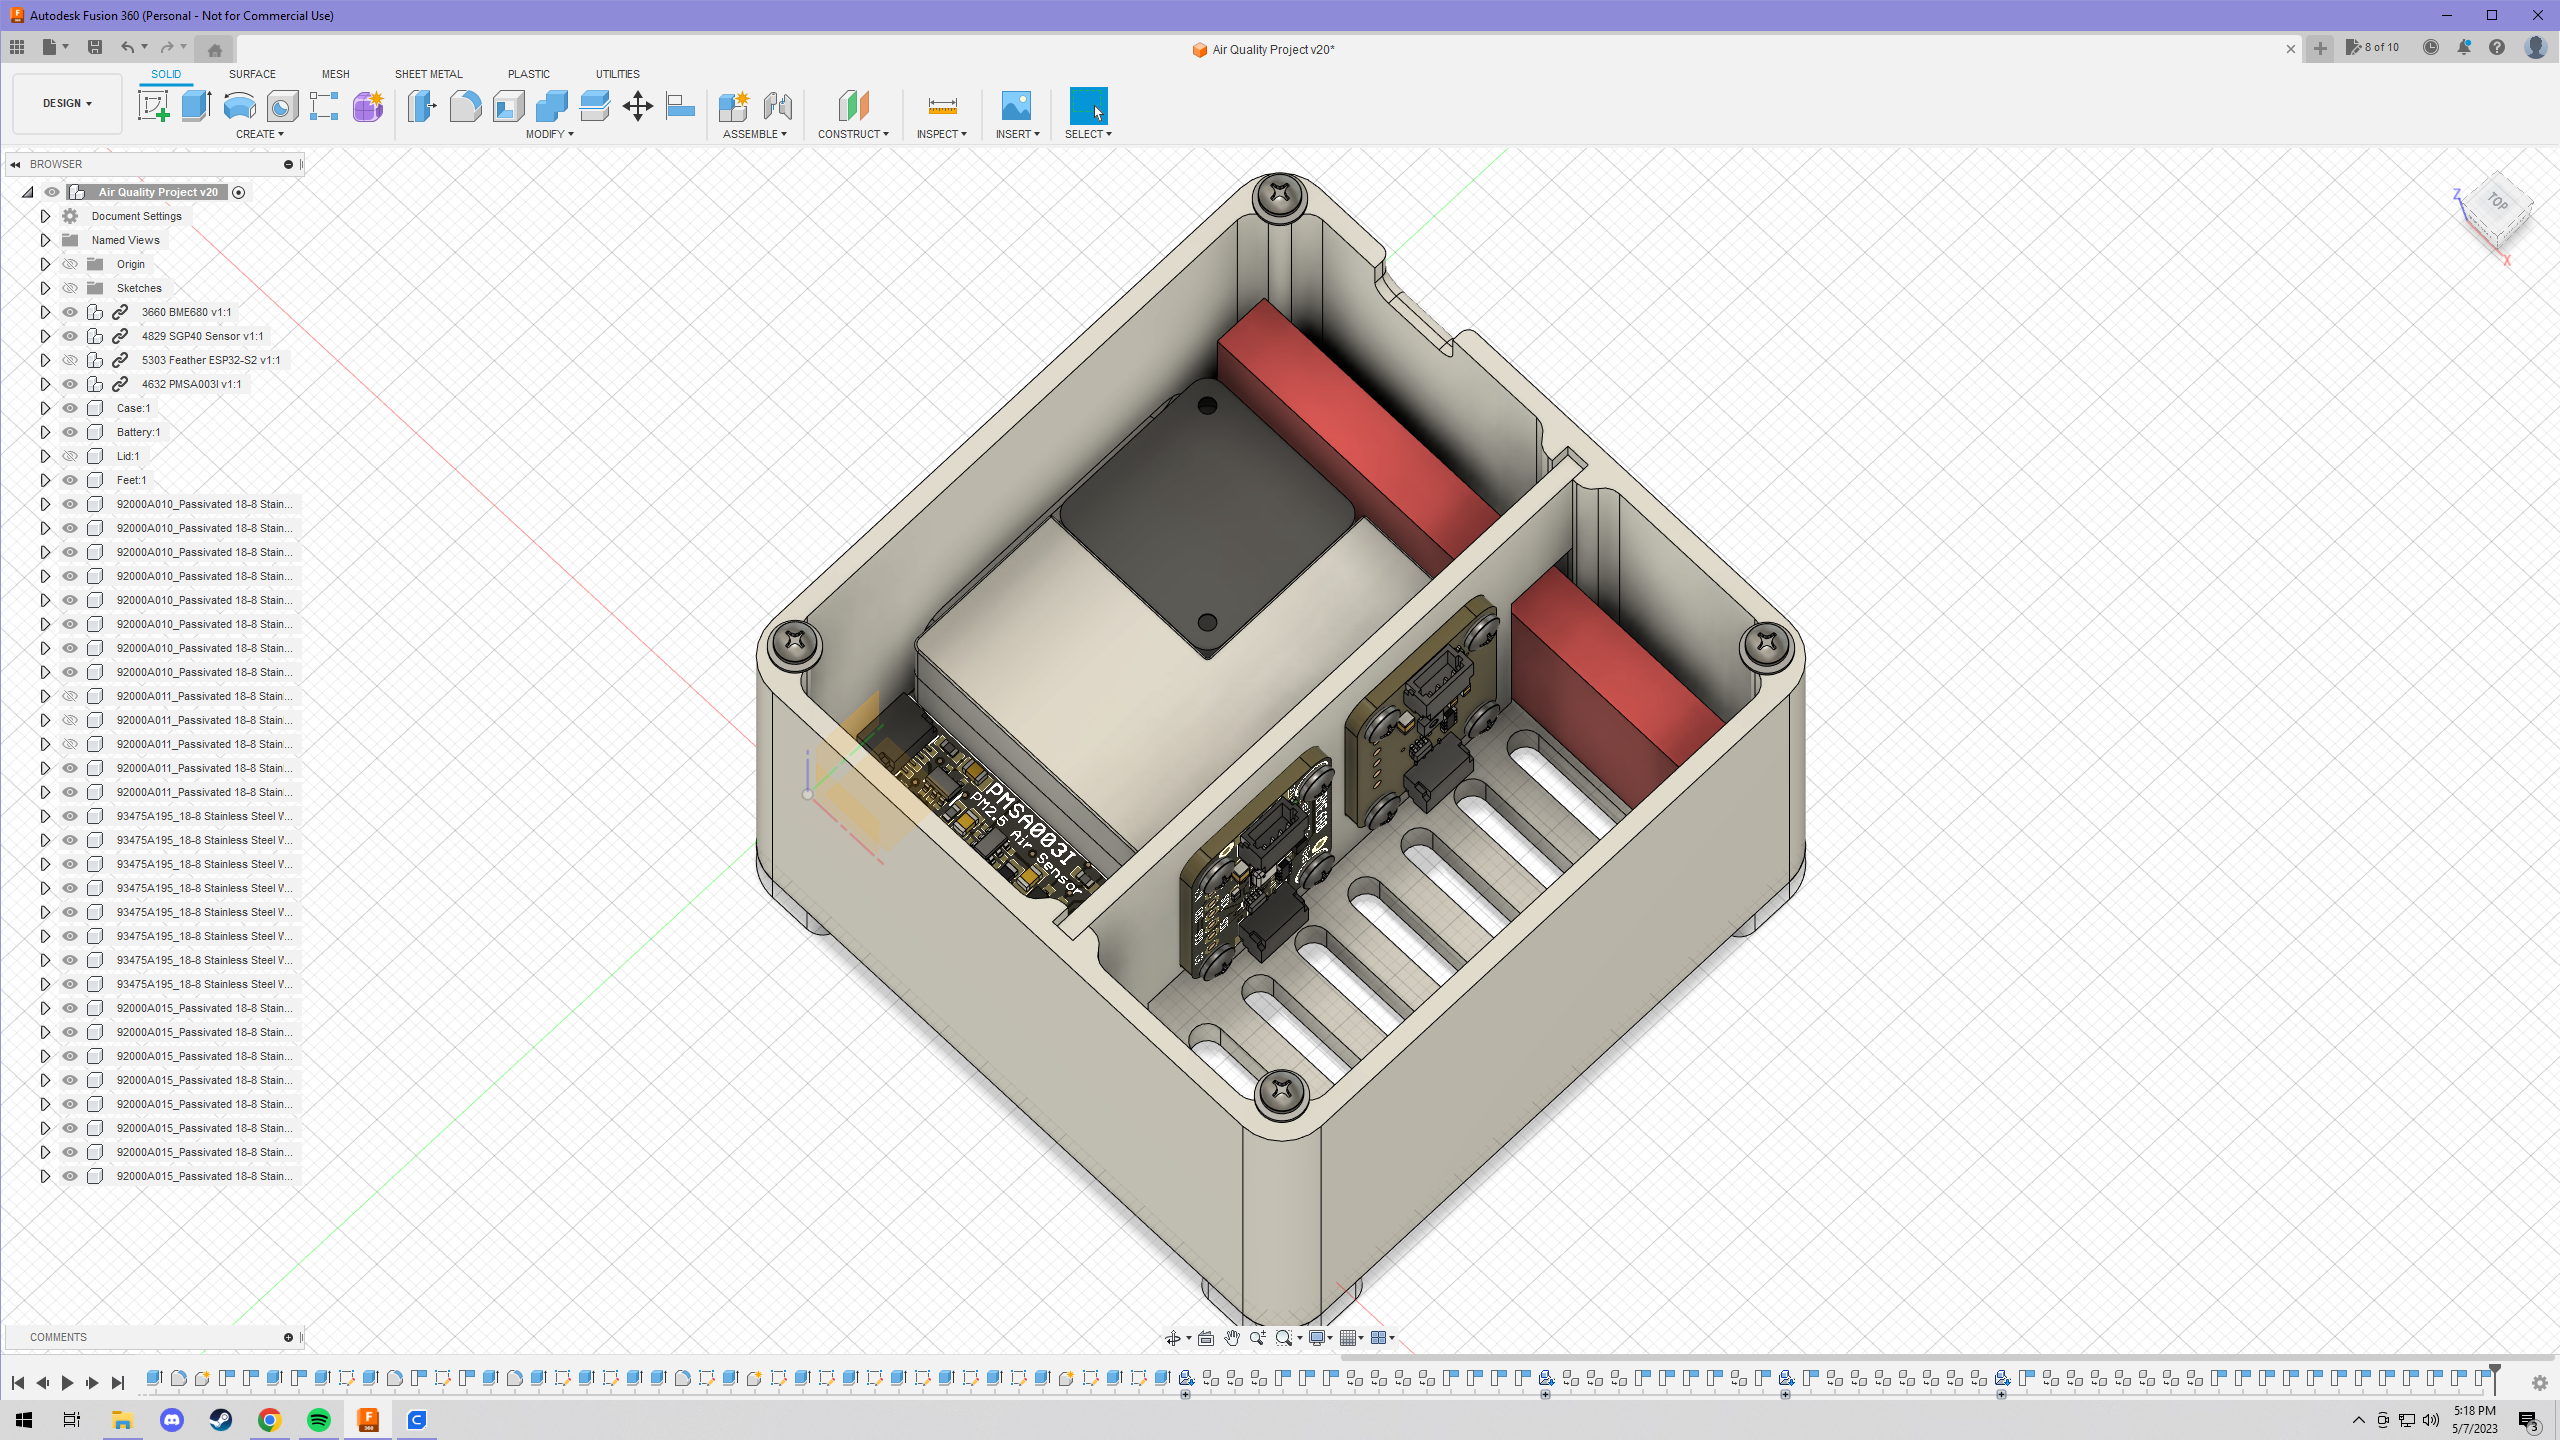 Autodesk Fusion 360 (Personal - Not for Commercial Use)
Air Quality Project v20*
8 of 10
SOLID
SURFACE
MESH
SHEET METAL
PLASTIC
UTILITIES
DESIGN
CREATE
MODIFY
ASSEMBLE
CONSTRUCT
INSPECT
INSERT
SELECT
BROWSER
Air Quality Project v20
Document Settings
Named Views
Origin
Sketches
3660 BME680 v1:1
4829 SGP40 Sensor v1:1
5303 Feather ESP32-S2 v1:1
4632 PMSA003I v1:1
Case:1
Battery:1
Lid:1
Feet:1
92000A010_Passivated 18-8 Stain...
92000A010_Passivated 18-8 Stain...
92000A010_Passivated 18-8 Stain...
92000A010_Passivated 18-8 Stain...
92000A010_Passivated 18-8 Stain...
92000A010_Passivated 18-8 Stain...
92000A010_Passivated 18-8 Stain...
92000A010_Passivated 18-8 Stain...
92000A011_Passivated 18-8 Stain...
92000A011_Passivated 18-8 Stain...
92000A011_Passivated 18-8 Stain...
92000A011_Passivated 18-8 Stain...
92000A011_Passivated 18-8 Stain...
93475A195_18-8 Stainless Steel W...
93475A195_18-8 Stainless Steel W...
93475A195_18-8 Stainless Steel W...
93475A195_18-8 Stainless Steel W...
93475A195_18-8 Stainless Steel W...
93475A195_18-8 Stainless Steel W...
93475A195_18-8 Stainless Steel W...
93475A195_18-8 Stainless Steel W...
92000A015_Passivated 18-8 Stain...
92000A015_Passivated 18-8 Stain...
92000A015_Passivated 18-8 Stain...
92000A015_Passivated 18-8 Stain...
92000A015_Passivated 18-8 Stain...
92000A015_Passivated 18-8 Stain...
92000A015_Passivated 18-8 Stain...
92000A015_Passivated 18-8 Stain...
Z
TOP
X
PMSA003I
PM2.5 Air Sensor
COMMENTS
5:18 PM
5/7/2023
3